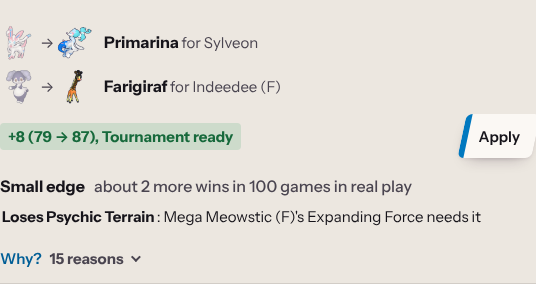 → Primarina for Sylveon
→ Farigiraf for Indeedee (F)
+8 (79 → 87), Tournament ready
Apply
Small edge about 2 more wins in 100 games in real play
Loses Psychic Terrain : Mega Meowstic (F)'s Expanding Force needs it
Why? 15 reasons